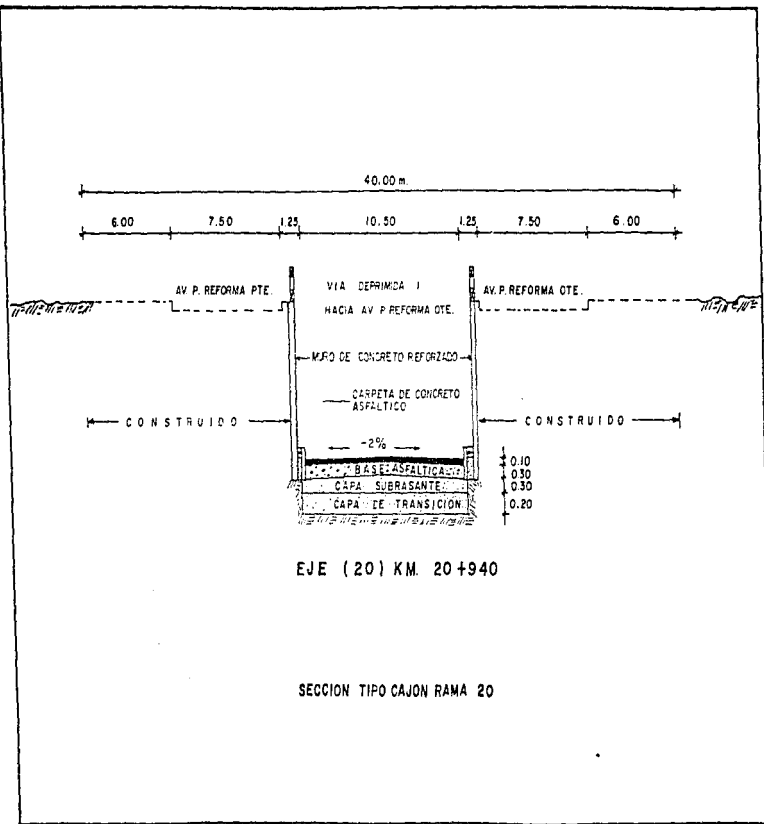 40.00 m.
6.00 7.50 1.25 10.50 1.25 7.50 6.00
AV. P. REFORMA PTE.
VIA DEPRIMIDA I
HACIA AV. P. REFORMA OTE.
AV. P. REFORMA OTE.
MURO DE CONCRETO REFORZADO
CARPETA DE CONCRETO
ASFALTICO
CONSTRUIDO
CONSTRUIDO
-2%
BASE ASFALTICA
CAPA SUBRASANTE
CAPA DE TRANSICIÓN
0.10
0.30
0.30
0.20
EJE (20) KM. 20+940
SECCION TIPO CAJON RAMA 20